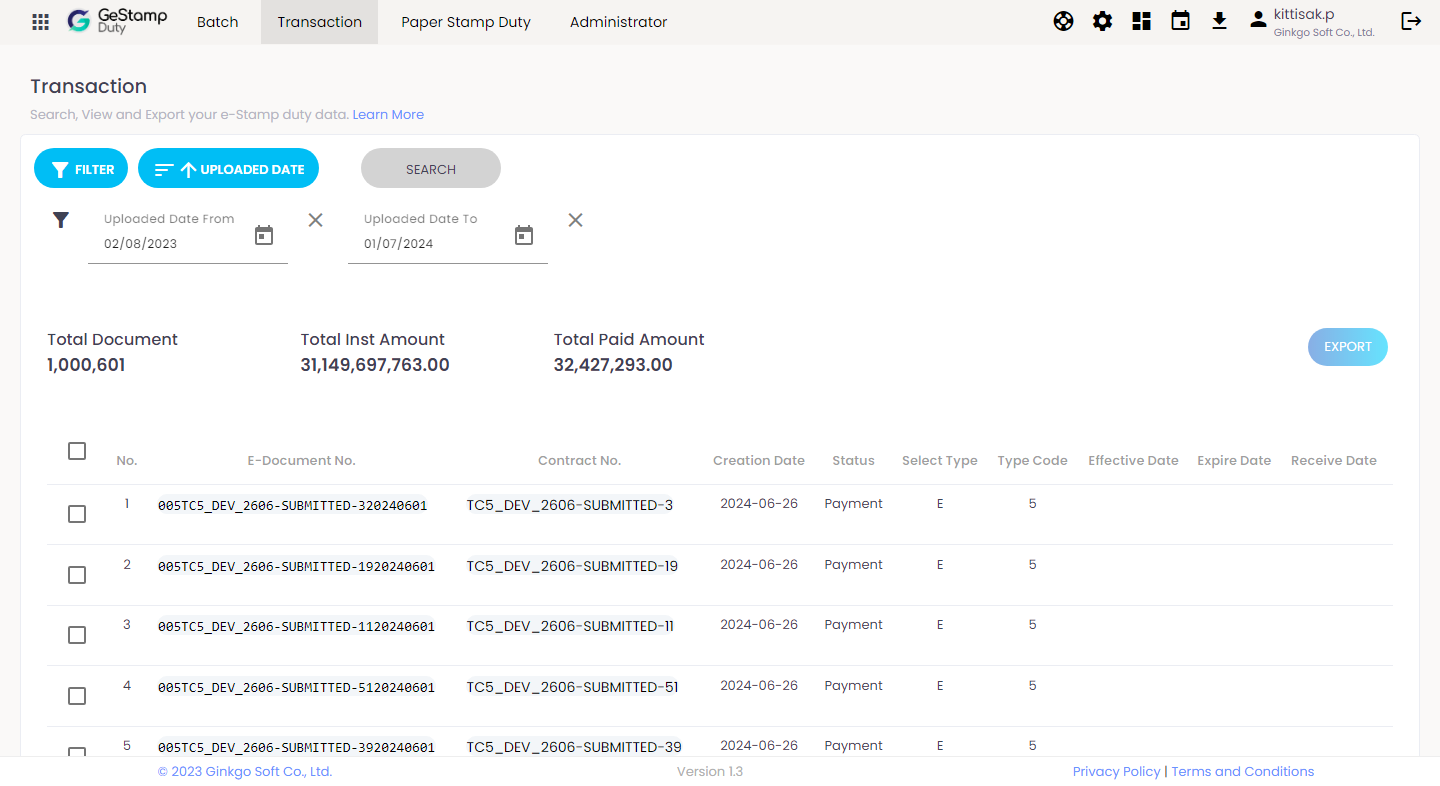 GeStamp Duty
Batch
Transaction
Paper Stamp Duty
Administrator
kittisak.p
Ginkgo Soft Co., Ltd.
Transaction
Search, View and Export your e-Stamp duty data. Learn More
FILTER
UPLOADED DATE
SEARCH
Uploaded Date From
02/08/2023
Uploaded Date To
01/07/2024
Total Document
1,000,601
Total Inst Amount
31,149,697,763.00
Total Paid Amount
32,427,293.00
EXPORT
No. E-Document No. Contract No. Creation Date Status Select Type Type Code Effective Date Expire Date Receive Date
1 005TC5_DEV_2606-SUBMITTED-320240601 TC5_DEV_2606-SUBMITTED-3 2024-06-26 Payment E 5
2 005TC5_DEV_2606-SUBMITTED-1920240601 TC5_DEV_2606-SUBMITTED-19 2024-06-26 Payment E 5
3 005TC5_DEV_2606-SUBMITTED-1120240601 TC5_DEV_2606-SUBMITTED-11 2024-06-26 Payment E 5
4 005TC5_DEV_2606-SUBMITTED-5120240601 TC5_DEV_2606-SUBMITTED-51 2024-06-26 Payment E 5
5 005TC5_DEV_2606-SUBMITTED-3920240601 TC5_DEV_2606-SUBMITTED-39 2024-06-26 Payment E 5
© 2023 Ginkgo Soft Co., Ltd.
Version 1.3
Privacy Policy | Terms and Conditions